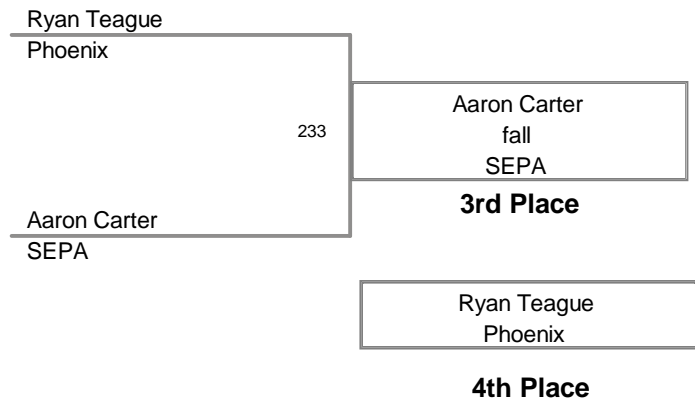 Ryan Teague
Phoenix
233
Aaron Carter
fall
SEPA
3rd Place
Aaron Carter
SEPA
Ryan Teague
Phoenix
4th Place